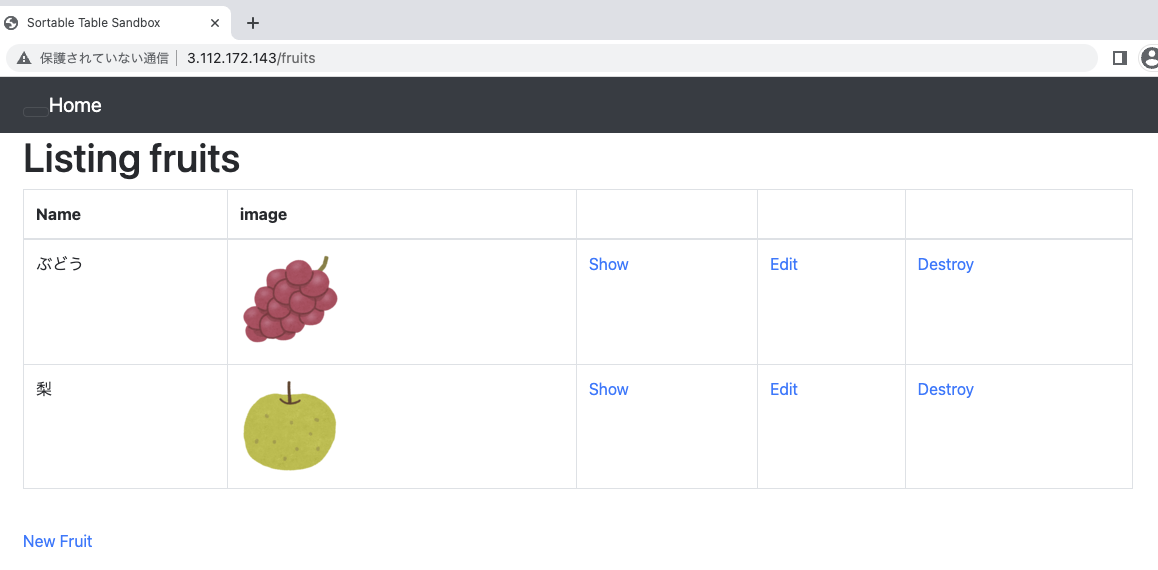 Sortable Table Sandbox
保護されていない通信 3.112.172.143/fruits
Home
Listing fruits
Name image
ぶどう Show Edit Destroy
梨 Show Edit Destroy
New Fruit